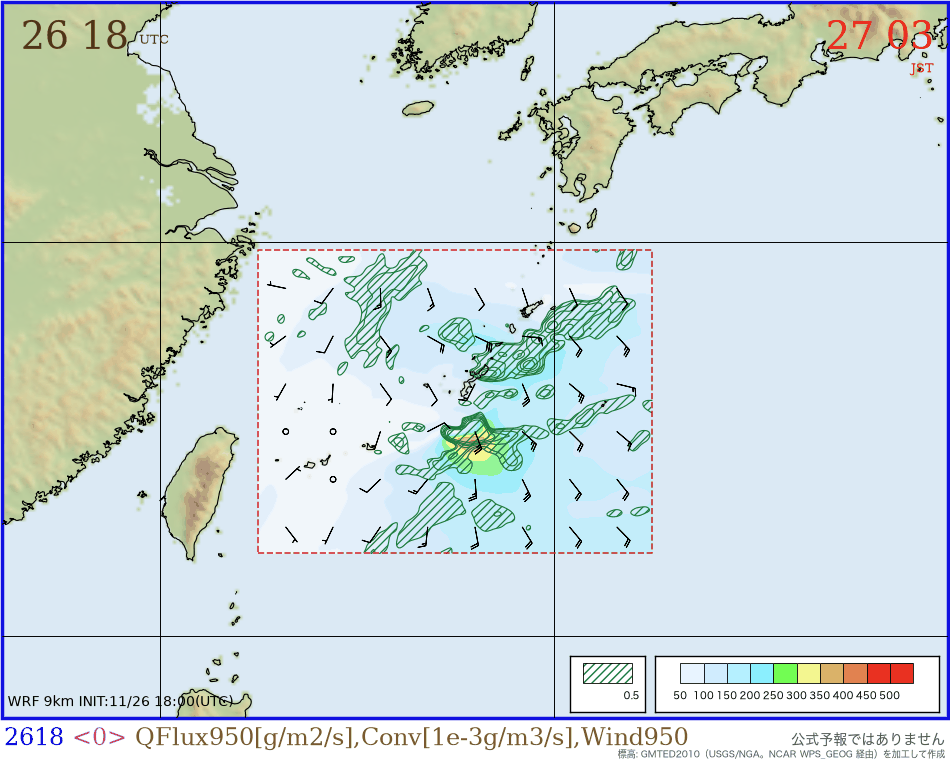 26 18 UTC
27 03
JST
WRF 9km INIT:11/26 18:00(UTC)
0.5
50 100 150 200 250 300 350 400 450 500
2618 <0> QFlux950[g/m2/s],Conv[1e-3g/m3/s],Wind950
公式予報ではありません
標高: GMTED2010（USGS/NGA。NCAR WPS_GEOG 経由）を加工して作成